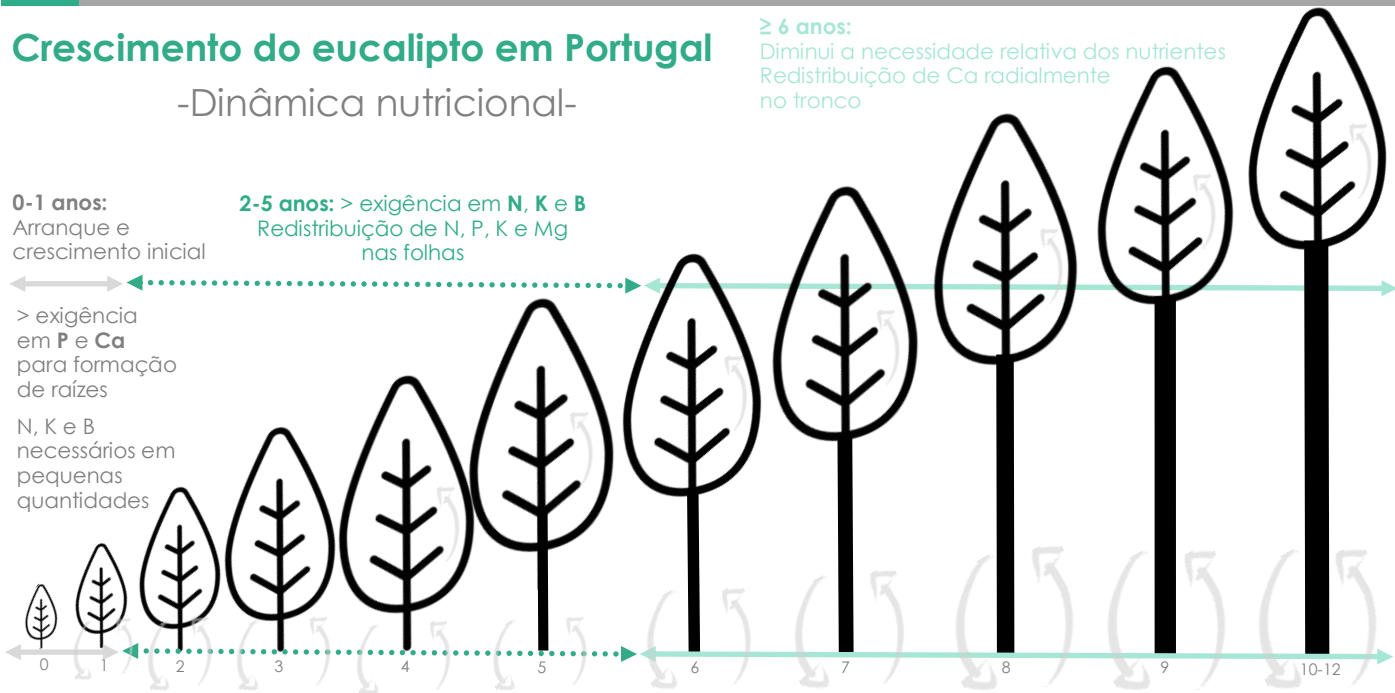 Crescimento do eucalipto em Portugal
-Dinâmica nutricional-
≥ 6 anos:
Diminui a necessidade relativa dos nutrientes
Redistribuição de Ca radialmente
no tronco
0-1 anos:
Arranque e
crescimento inicial
2-5 anos: > exigência em N, K e B
Redistribuição de N, P, K e Mg
nas folhas
> exigência
em P e Ca
para formação
de raízes
N, K e B
necessários em
pequenas
quantidades
0 1 2 3 4 5 6 7 8 9 10-12